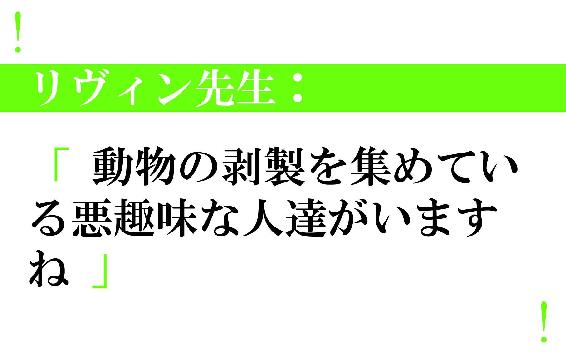 !
リヴィン先生：
「 動物の剥製を集めてい
る悪趣味な人達がいます
ね 」
!